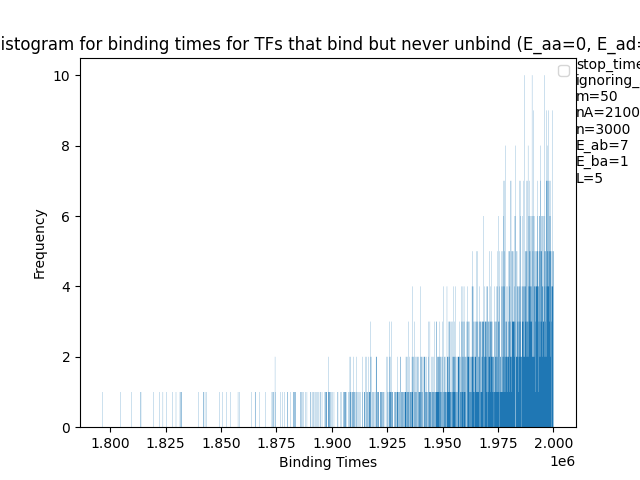 istogram for binding times for TFs that bind but never unbind (E_aa=0, E_ad=
stop_time
ignoring_
m=50
nA=2100
n=3000
E_ab=7
E_ba=1
L=5
Frequency
10
8
6
4
2
0
1.800 1.825 1.850 1.875 1.900 1.925 1.950 1.975 2.000
1e6
Binding Times